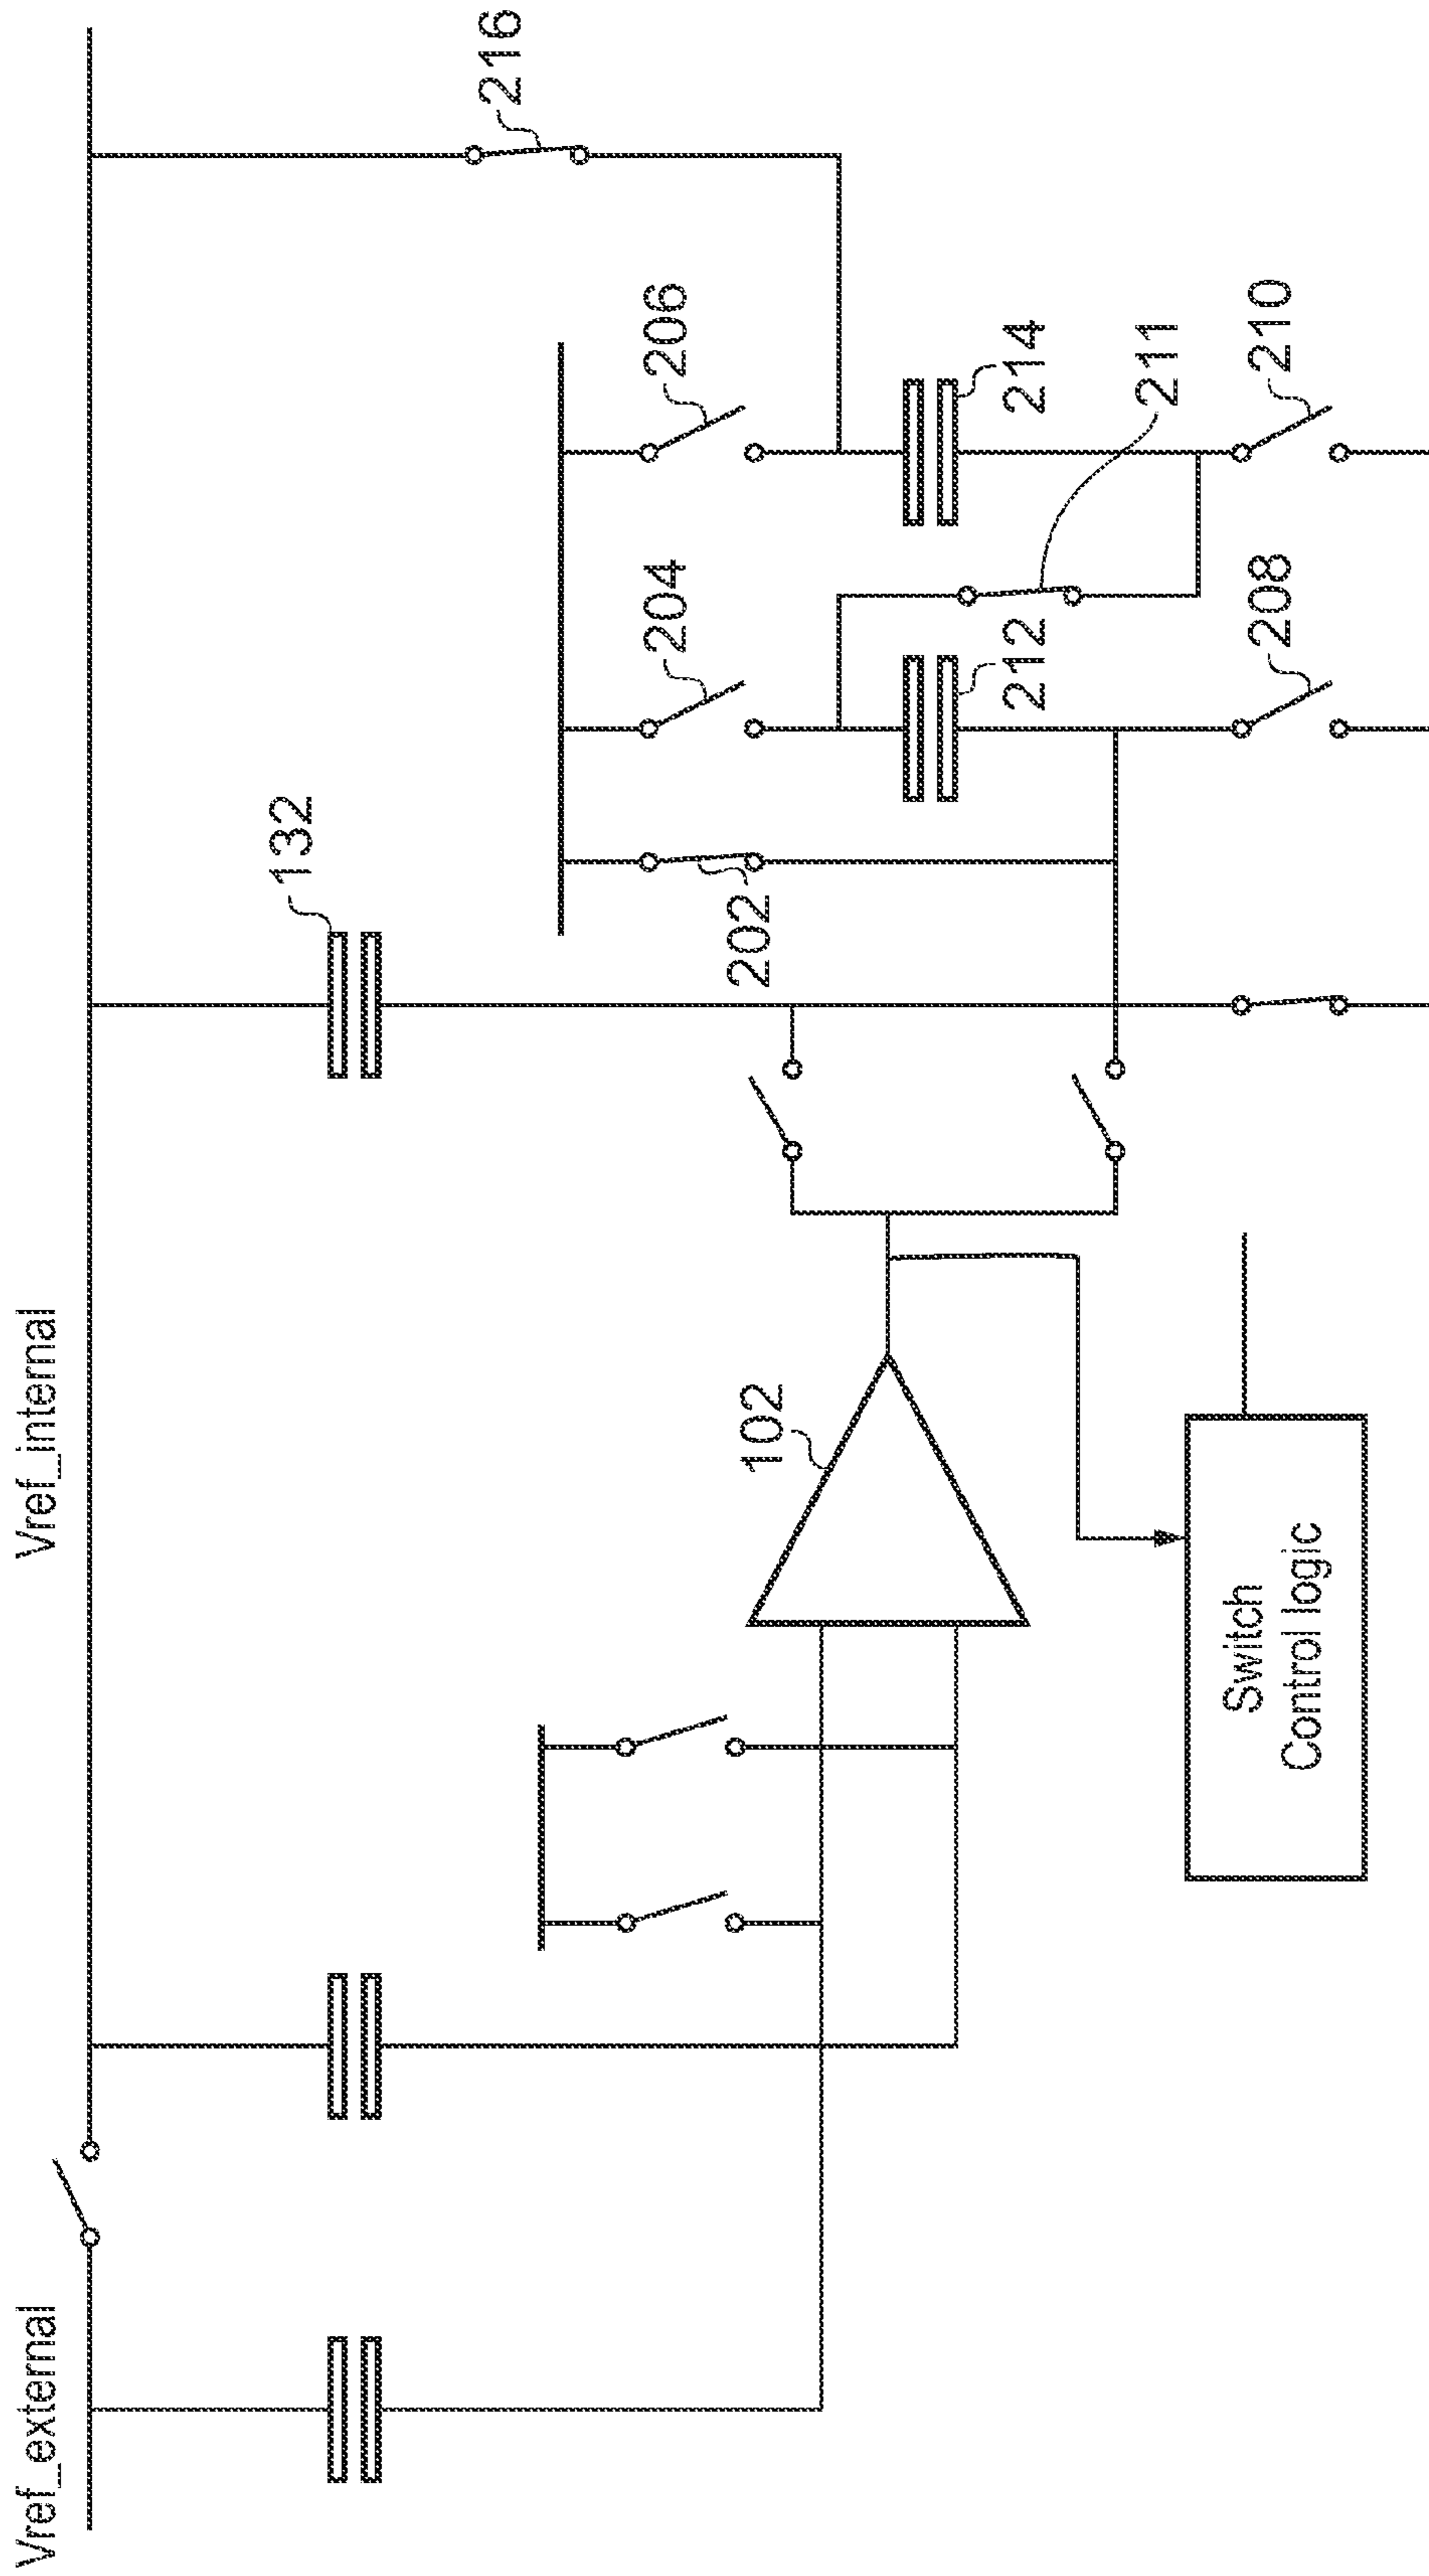 Vref_external
Vref_internal
132
216
206
204
202
214
212
211
210
208
102
Switch
Control logic